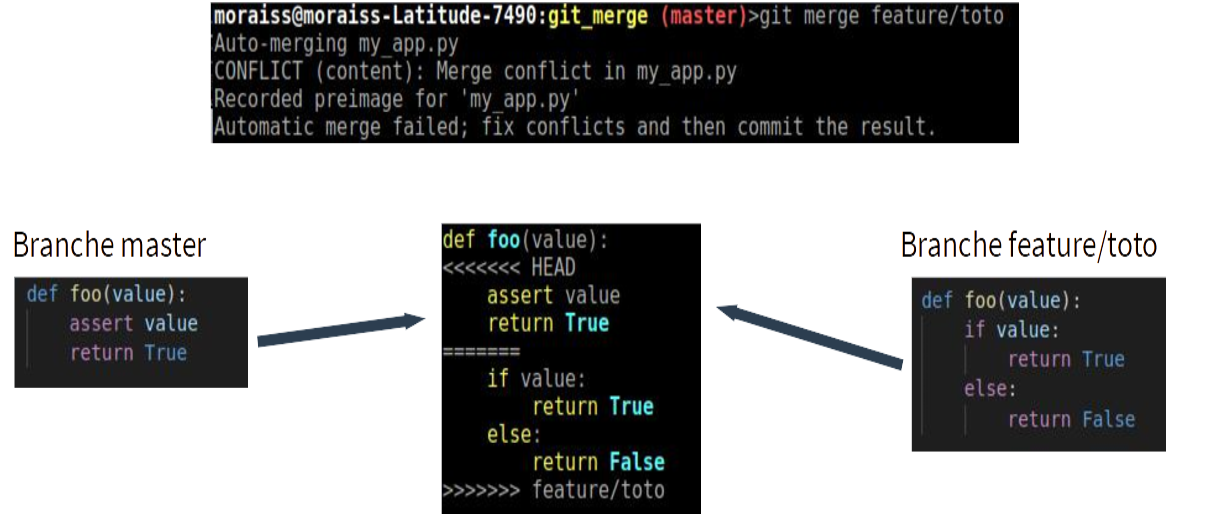 moraiss@moraiss-Latitude-7490:git_merge (master)>git merge feature/toto
Auto-merging my_app.py
CONFLICT (content): Merge conflict in my_app.py
Recorded preimage for 'my_app.py'
Automatic merge failed; fix conflicts and then commit the result.
Branche master
def foo(value):
    assert value
    return True
def foo(value):
<<<<<<< HEAD
    assert value
    return True
=======
    if value:
        return True
    else:
        return False
>>>>>>> feature/toto
Branche feature/toto
def foo(value):
    if value:
        return True
    else:
        return False